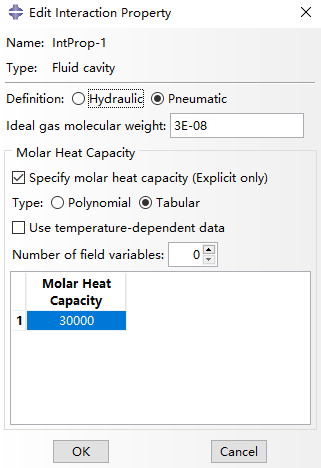 Edit Interaction Property
Name: IntProp-1
Type: Fluid cavity
Definition: Hydraulic Pneumatic
Ideal gas molecular weight: 3E-08
Molar Heat Capacity
Specify molar heat capacity (Explicit only)
Type: Polynomial Tabular
Use temperature-dependent data
Number of field variables: 0
Molar Heat
Capacity
1 30000
OK Cancel